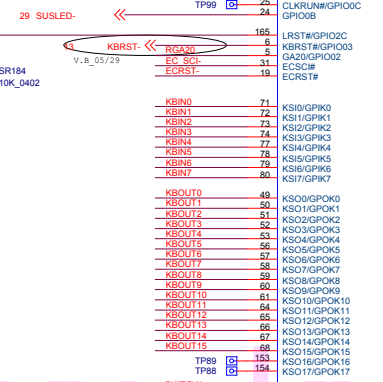 TP99 25 CLKRUN#/GPIO0C
29 SUSLED- 24 GPIO0B
165 LRST#/GPIO2C
13 KBRST- 6 KBRST#/GPIO03
RGA20 5 GA20/GPIO02
V.B_05/29 EC_SCI- 31 ECSCI#
SR184 ECRST- 19 ECRST#
10K_0402
KBIN0 71 KSI0/GPIK0
KBIN1 72 KSI1/GPIK1
KBIN2 73 KSI2/GPIK2
KBIN3 74 KSI3/GPIK3
KBIN4 77 KSI4/GPIK4
KBIN5 78 KSI5/GPIK5
KBIN6 79 KSI6/GPIK6
KBIN7 80 KSI7/GPIK7
KBOUT0 49 KSO0/GPOK0
KBOUT1 50 KSO1/GPOK1
KBOUT2 51 KSO2/GPOK2
KBOUT3 52 KSO3/GPOK3
KBOUT4 53 KSO4/GPOK4
KBOUT5 56 KSO5/GPOK5
KBOUT6 57 KSO6/GPOK6
KBOUT7 58 KSO7/GPOK7
KBOUT8 59 KSO8/GPOK8
KBOUT9 60 KSO9/GPOK9
KBOUT10 61 KSO10/GPOK10
KBOUT11 64 KSO11/GPOK11
KBOUT12 65 KSO12/GPOK12
KBOUT13 66 KSO13/GPOK13
KBOUT14 67 KSO14/GPOK14
KBOUT15 68 KSO15/GPOK15
TP89 153 KSO16/GPOK16
TP88 154 KSO17/GPOK17